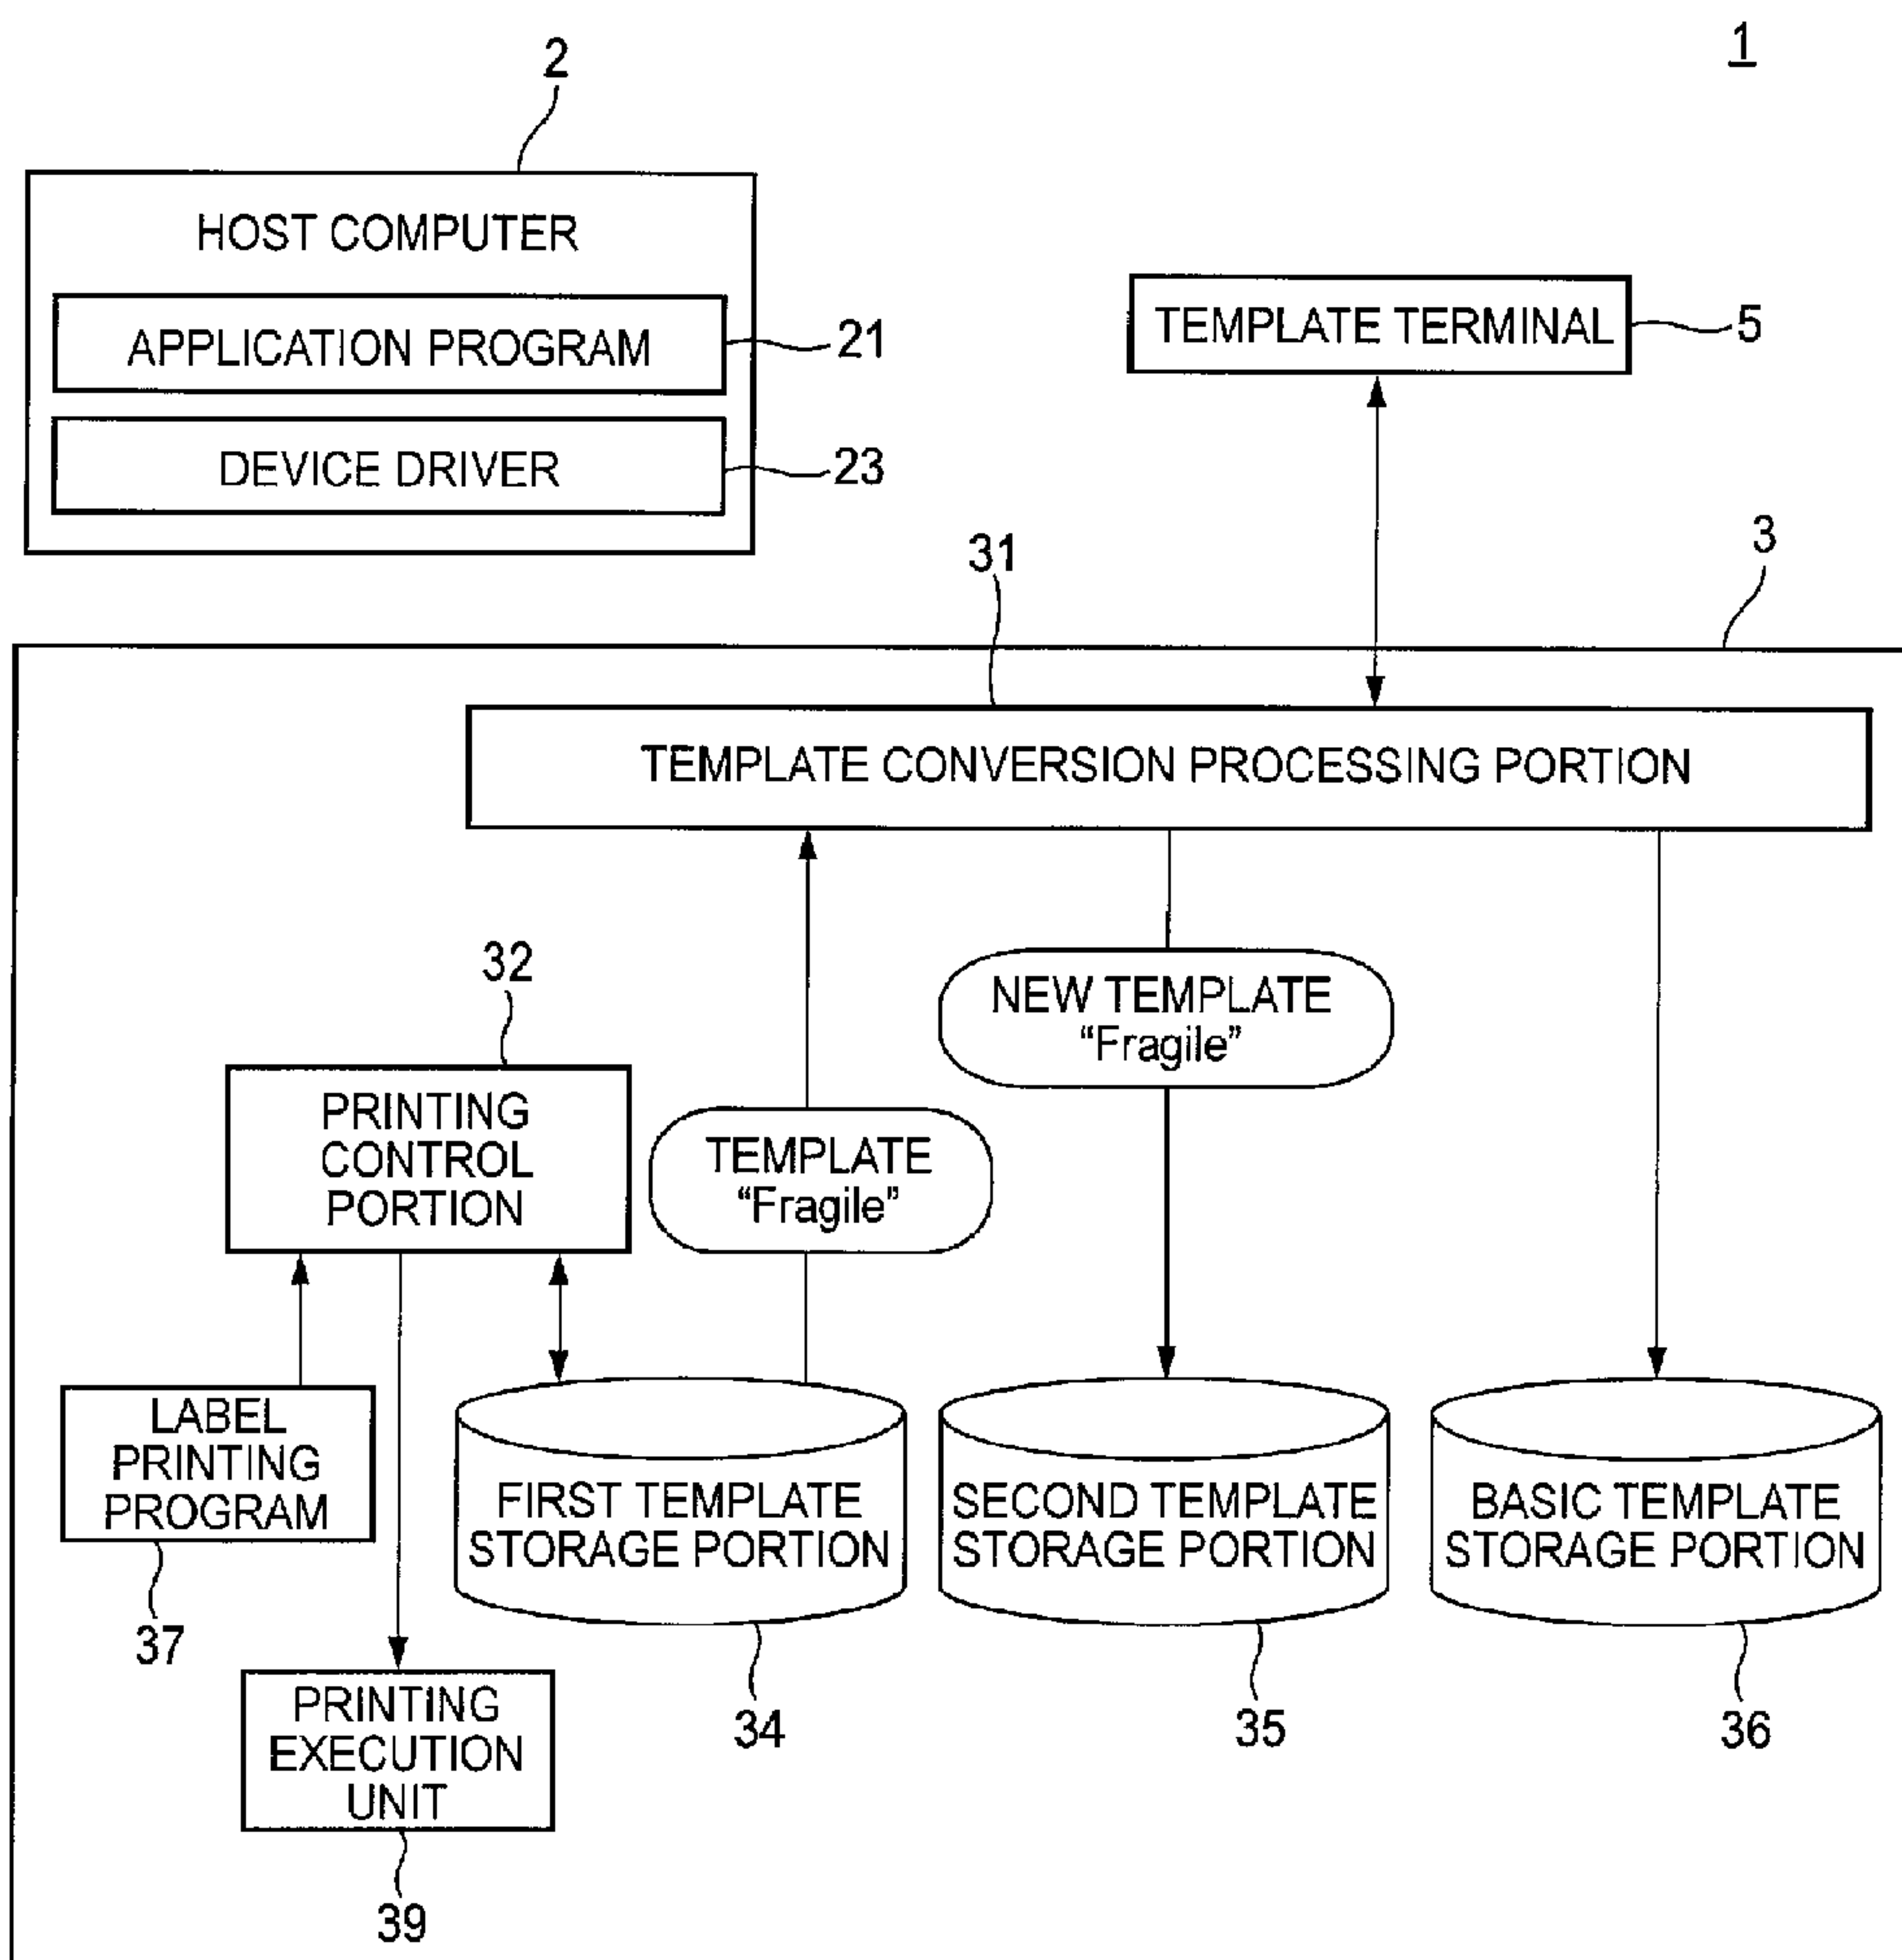 1
2
HOST COMPUTER
APPLICATION PROGRAM
21
DEVICE DRIVER
23
TEMPLATE TERMINAL
5
3
31
TEMPLATE CONVERSION PROCESSING PORTION
32
PRINTING
CONTROL
PORTION
TEMPLATE
“Fragile”
NEW TEMPLATE
“Fragile”
LABEL
PRINTING
PROGRAM
37
FIRST TEMPLATE
STORAGE PORTION
34
SECOND TEMPLATE
STORAGE PORTION
35
BASIC TEMPLATE
STORAGE PORTION
36
PRINTING
EXECUTION
UNIT
39